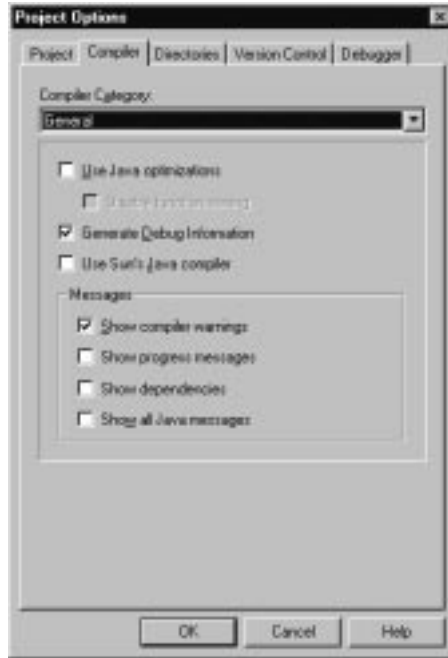 Project Options
Project Compiler Directories Version Control Debugger
Compiler Category:
General
Use Java optimizations
Generate Debug Information
Use Sun's Java compiler
Messages
Show compiler warnings
Show progress messages
Show dependencies
Show all Java messages
OK Cancel Help